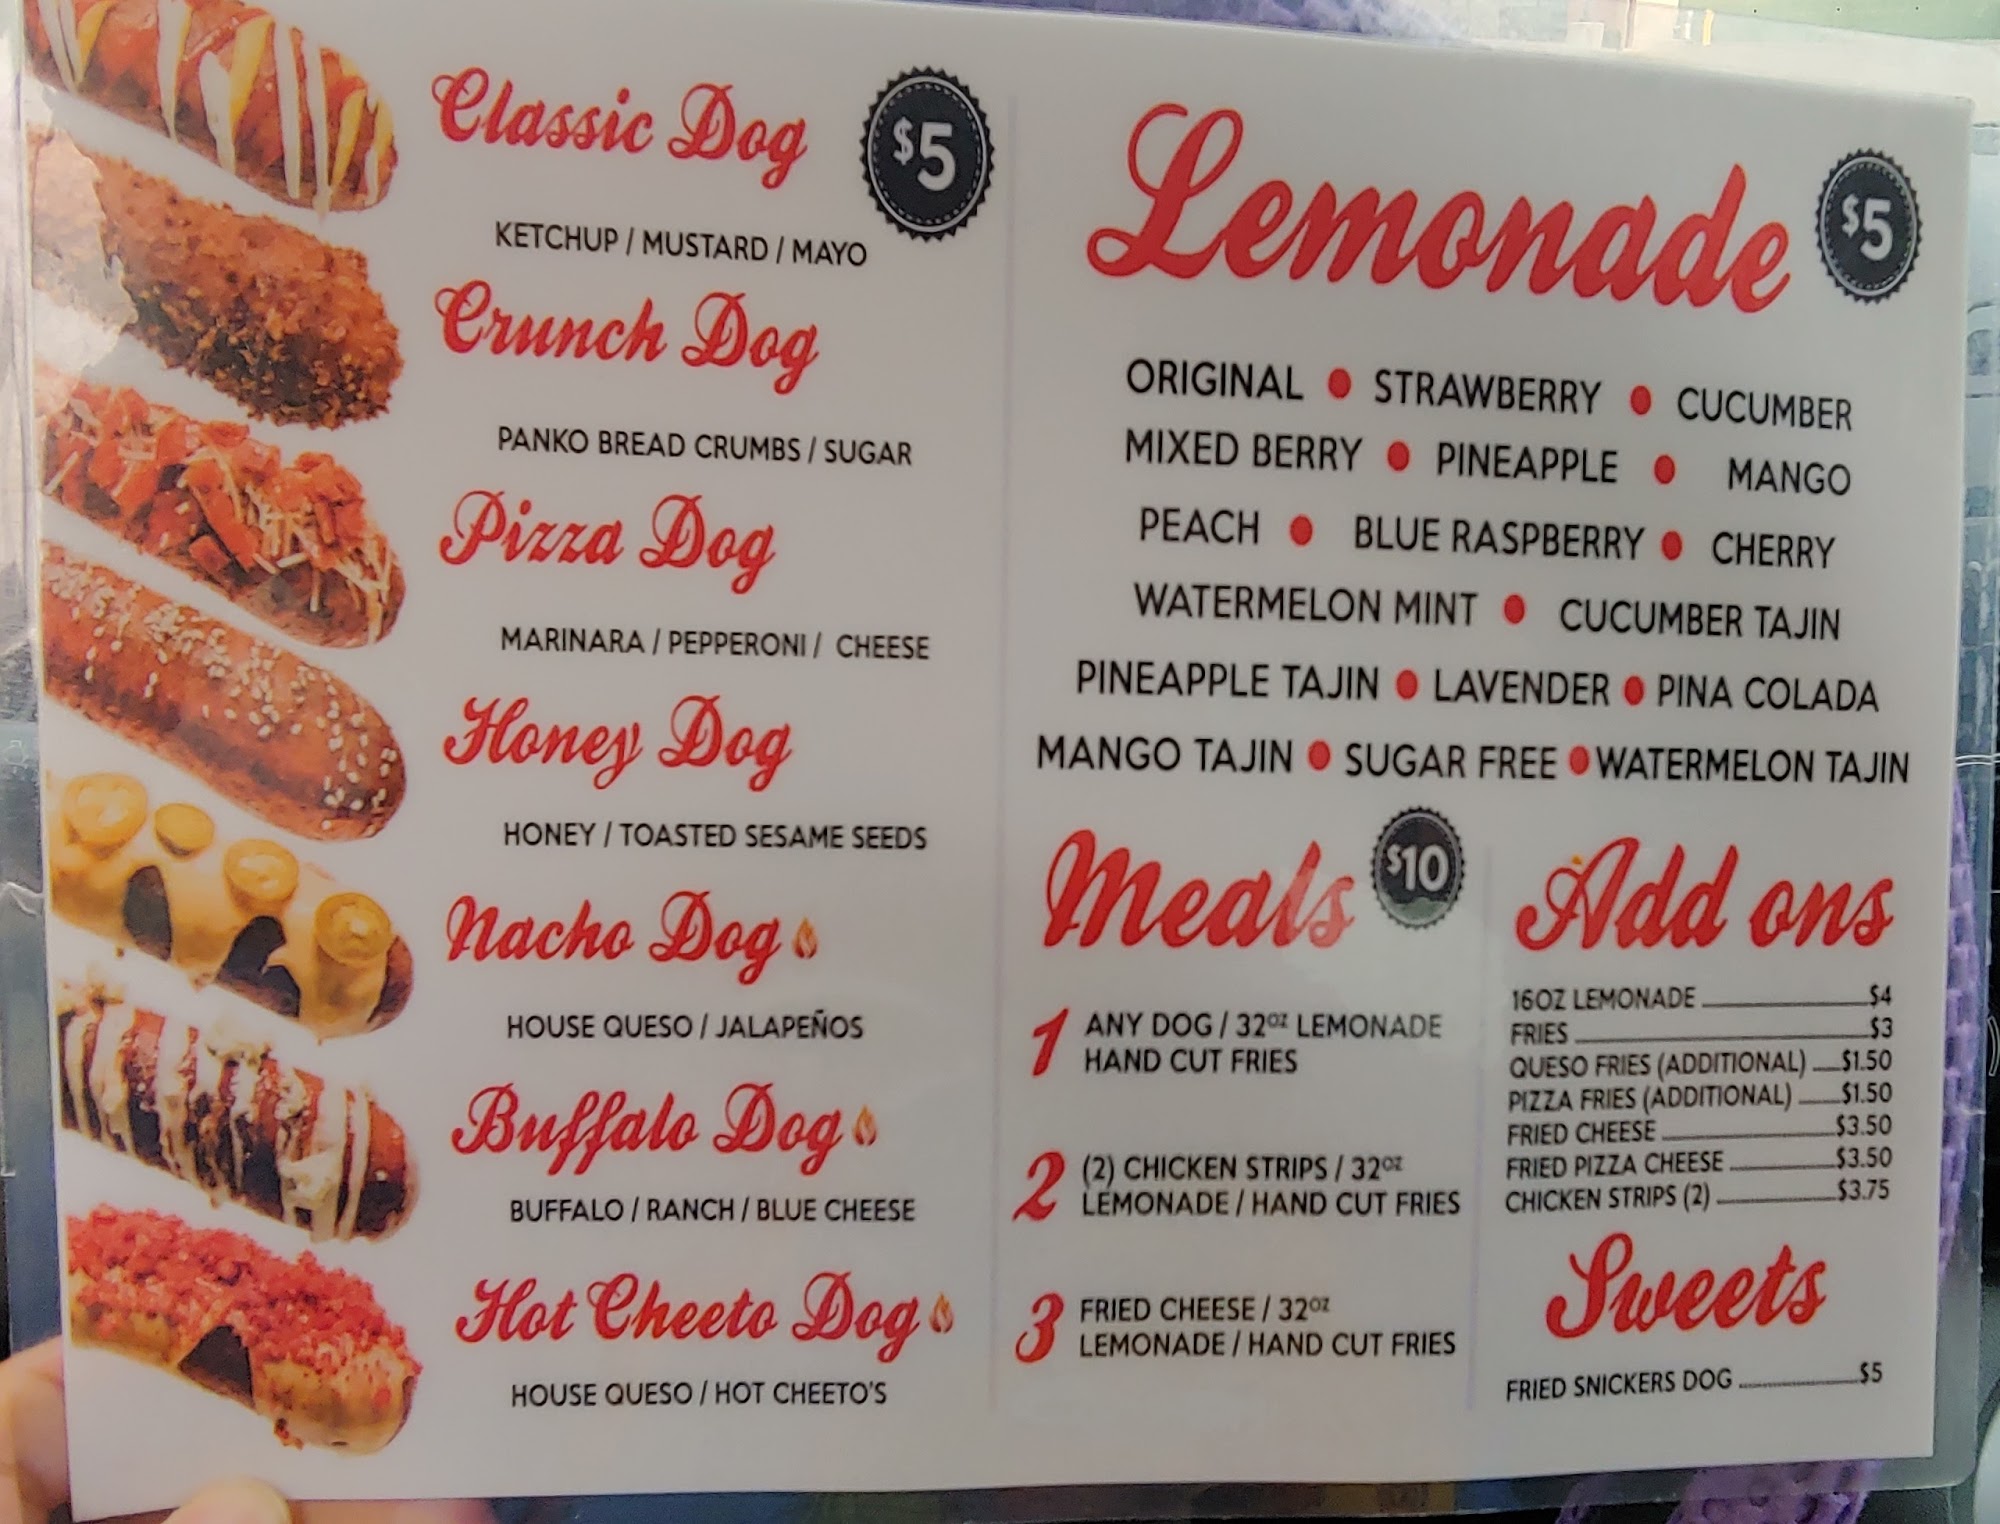 Classic Dog
$5
KETCHUP / MUSTARD / MAYO
Crunch Dog
PANKO BREAD CRUMBS / SUGAR
Pizza Dog
MARINARA / PEPPERONI / CHEESE
Honey Dog
HONEY / TOASTED SESAME SEEDS
Nacho Dog
HOUSE QUESO / JALAPEÑOS
Buffalo Dog
BUFFALO / RANCH / BLUE CHEESE
Hot Cheeto Dog
HOUSE QUESO / HOT CHEETO'S
Lemonade
$5
ORIGINAL ● STRAWBERRY ● CUCUMBER
MIXED BERRY ● PINEAPPLE ● MANGO
PEACH ● BLUE RASPBERRY ● CHERRY
WATERMELON MINT ● CUCUMBER TAJIN
PINEAPPLE TAJIN ● LAVENDER ● PINA COLADA
MANGO TAJIN ● SUGAR FREE ● WATERMELON TAJIN
Meals
$10
1 ANY DOG / 32oz LEMONADE
HAND CUT FRIES
2 (2) CHICKEN STRIPS / 32oz
LEMONADE / HAND CUT FRIES
3 FRIED CHEESE / 32oz
LEMONADE / HAND CUT FRIES
Add ons
16OZ LEMONADE $4
FRIES $3
QUESO FRIES (ADDITIONAL) $1.50
PIZZA FRIES (ADDITIONAL) $1.50
FRIED CHEESE $3.50
FRIED PIZZA CHEESE $3.50
CHICKEN STRIPS (2) $3.75
Sweets
FRIED SNICKERS DOG $5